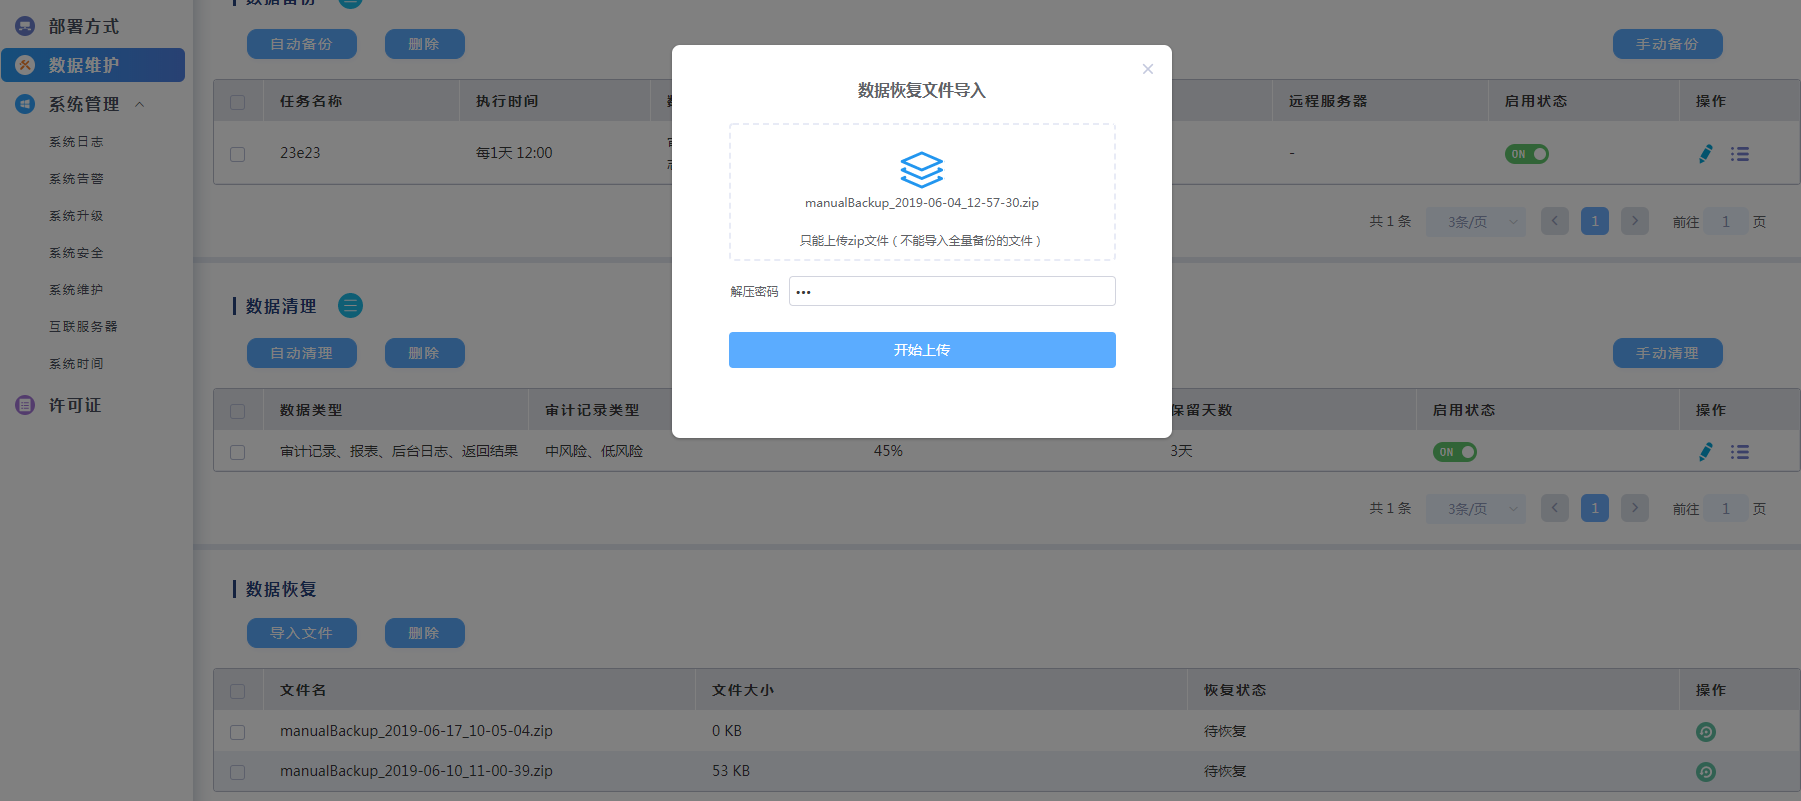 部署方式
数据维护
系统管理
系统日志
系统告警
系统升级
系统安全
系统维护
互联服务器
系统时间
许可证
数据备份
自动备份 删除 手动备份
任务名称 执行时间 远程服务器 启用状态 操作
23e23 每1天 12:00 - ON
共 1 条 3条/页 1 前往 1 页
数据恢复文件导入
manualBackup_2019-06-04_12-57-30.zip
只能上传zip文件（不能导入全量备份的文件）
解压密码 •••
开始上传
数据清理
自动清理 删除 手动清理
数据类型 审计记录类型 保留天数 启用状态 操作
审计记录、报表、后台日志、返回结果 中风险、低风险 45% 3天 ON
共 1 条 3条/页 1 前往 1 页
数据恢复
导入文件 删除
文件名 文件大小 恢复状态 操作
manualBackup_2019-06-17_10-05-04.zip 0 KB 待恢复
manualBackup_2019-06-10_11-00-39.zip 53 KB 待恢复